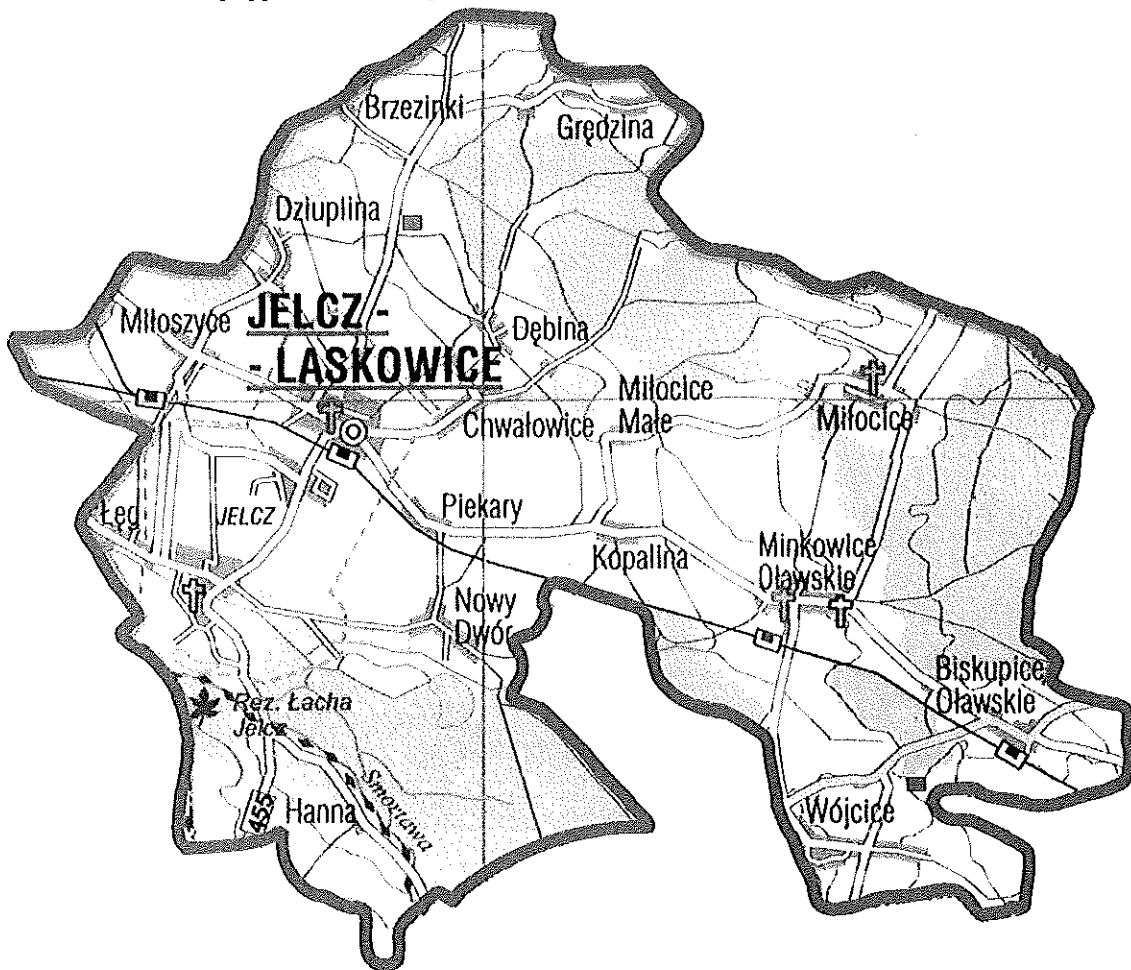 Brzezinki
Grędzina
Dziuplina
Miłoszyce
JELCZ -
- LASKOWICE
Dębina
Miłocice
Małe
Miłocice
Chwałowice
Łęg
JELCZ
Piekary
Kopalina
Minkowice
Oławskie
Nowy
Dwór
Biskupice
Oławskie
Rez. Łacha
Jelcz
Smortawa
455
Hanna
Wójcice